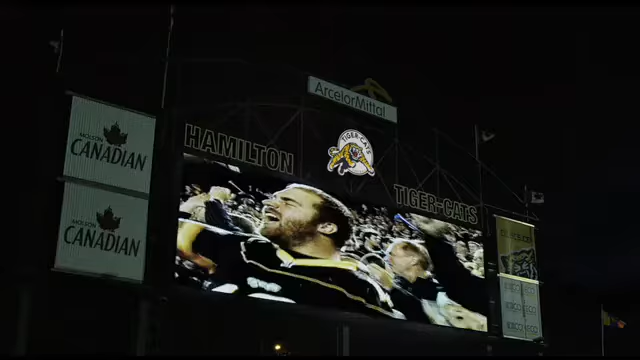 ArcelorMittal
MOLSON
CANADIAN
HAMILTON
TIGER-CATS
TIGER-CATS
MOLSON
CANADIAN